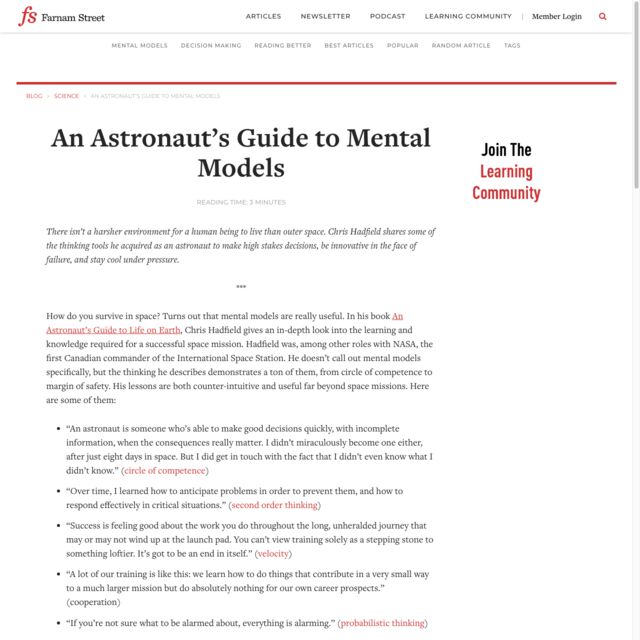 fs Farnam Street
ARTICLES NEWSLETTER PODCAST LEARNING COMMUNITY | Member Login
MENTAL MODELS DECISION MAKING READING BETTER BEST ARTICLES POPULAR RANDOM ARTICLE TAGS
BLOG > SCIENCE > AN ASTRONAUT'S GUIDE TO MENTAL MODELS
An Astronaut’s Guide to Mental
Models
READING TIME: 3 MINUTES
Join The
Learning
Community
There isn’t a harsher environment for a human being to live than outer space. Chris Hadfield shares some of
the thinking tools he acquired as an astronaut to make high stakes decisions, be innovative in the face of
failure, and stay cool under pressure.
***
How do you survive in space? Turns out that mental models are really useful. In his book An
Astronaut’s Guide to Life on Earth, Chris Hadfield gives an in-depth look into the learning and
knowledge required for a successful space mission. Hadfield was, among other roles with NASA, the
first Canadian commander of the International Space Station. He doesn’t call out mental models
specifically, but the thinking he describes demonstrates a ton of them, from circle of competence to
margin of safety. His lessons are both counter-intuitive and useful far beyond space missions. Here
are some of them:
• “An astronaut is someone who’s able to make good decisions quickly, with incomplete
information, when the consequences really matter. I didn’t miraculously become one either,
after just eight days in space. But I did get in touch with the fact that I didn’t even know what I
didn’t know.” (circle of competence)
• “Over time, I learned how to anticipate problems in order to prevent them, and how to
respond effectively in critical situations.” (second order thinking)
• “Success is feeling good about the work you do throughout the long, unheralded journey that
may or may not wind up at the launch pad. You can’t view training solely as a stepping stone to
something loftier. It’s got to be an end in itself.” (velocity)
• “A lot of our training is like this: we learn how to do things that contribute in a very small way
to a much larger mission but do absolutely nothing for our own career prospects.”
(cooperation)
• “If you’re not sure what to be alarmed about, everything is alarming.” (probabilistic thinking)